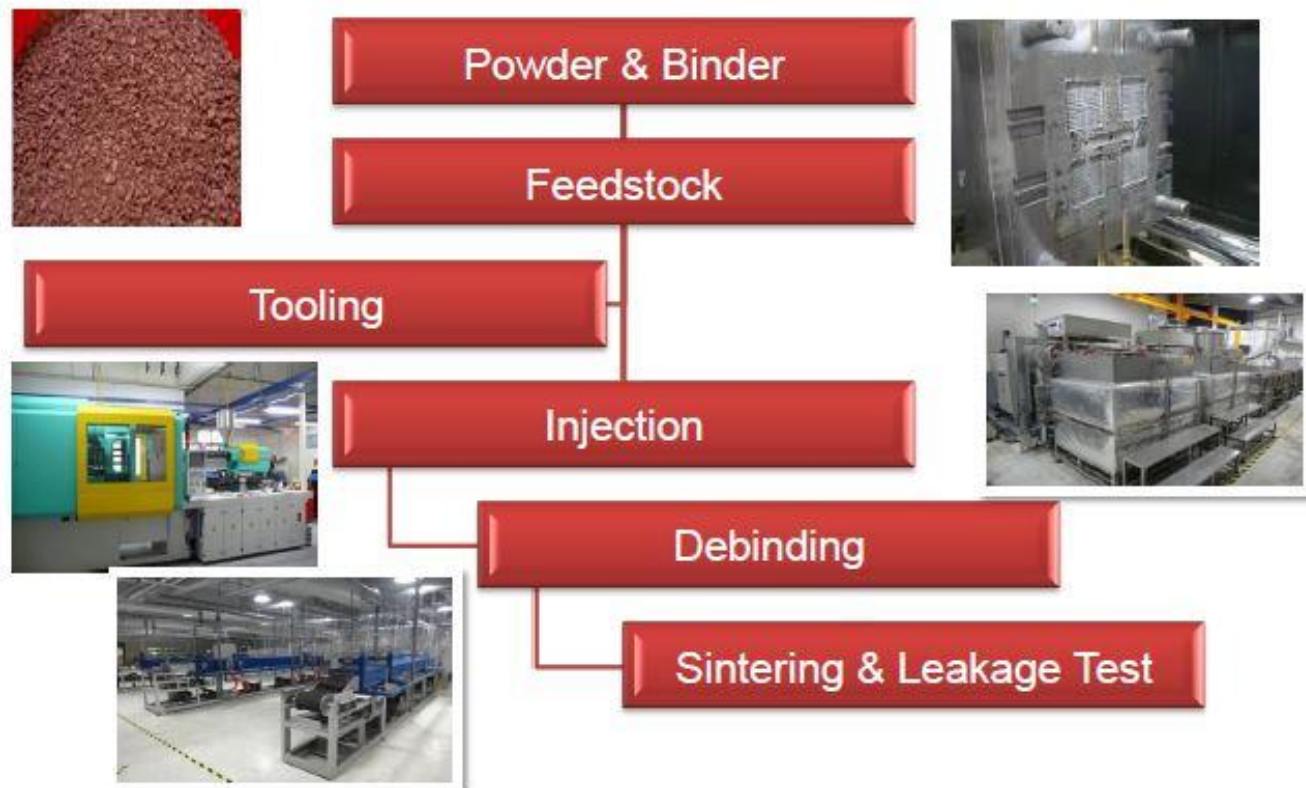 Powder & Binder
Feedstock
Tooling
Injection
Debinding
Sintering & Leakage Test